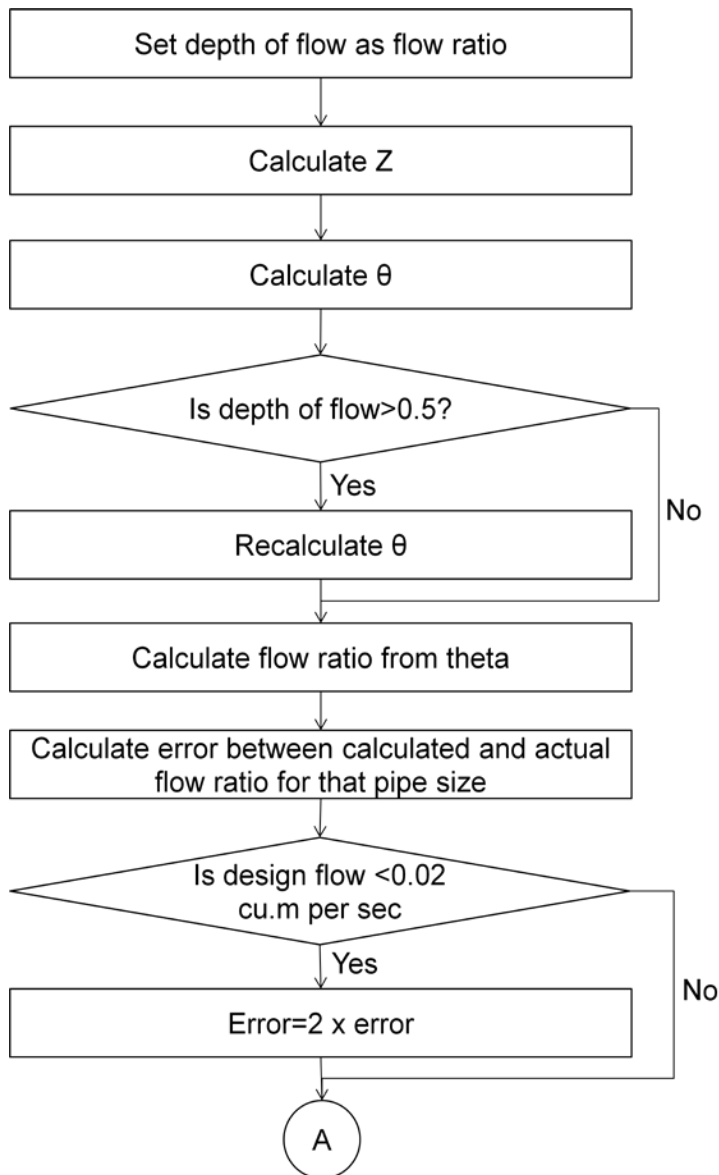 Set depth of flow as flow ratio
Calculate Z
Calculate θ
Is depth of flow>0.5?
Yes
No
Recalculate θ
Calculate flow ratio from theta
Calculate error between calculated and actual
flow ratio for that pipe size
Is design flow <0.02
cu.m per sec
Yes
No
Error=2 x error
A